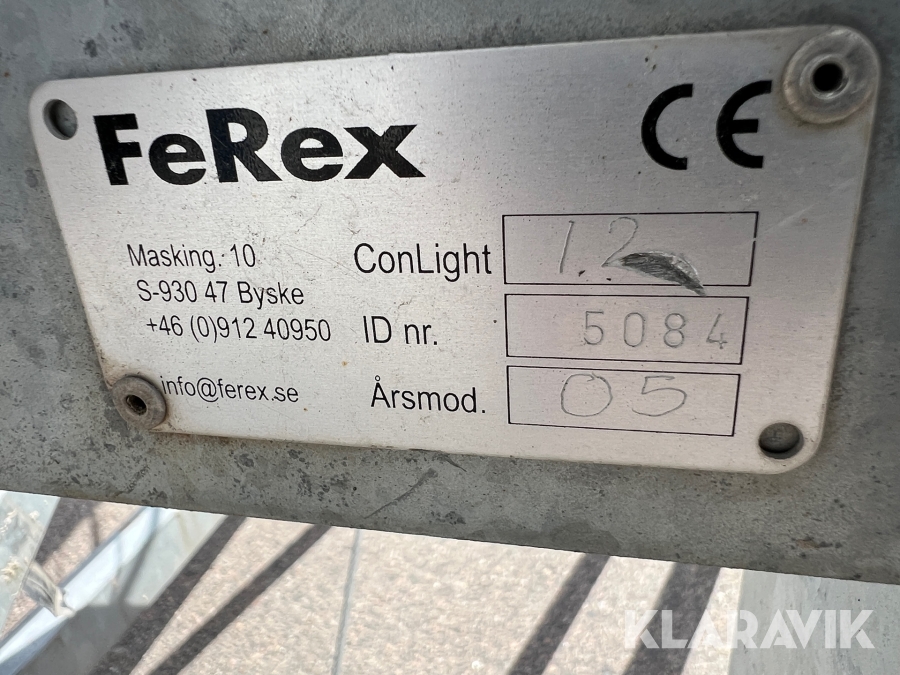 FeRex CE
Masking. 10
S-930 47 Byske
+46 (0)912 40950
info@ferex.se
ConLight 1.2
ID nr. 5084
Årsmod. 05
KLARAVIK